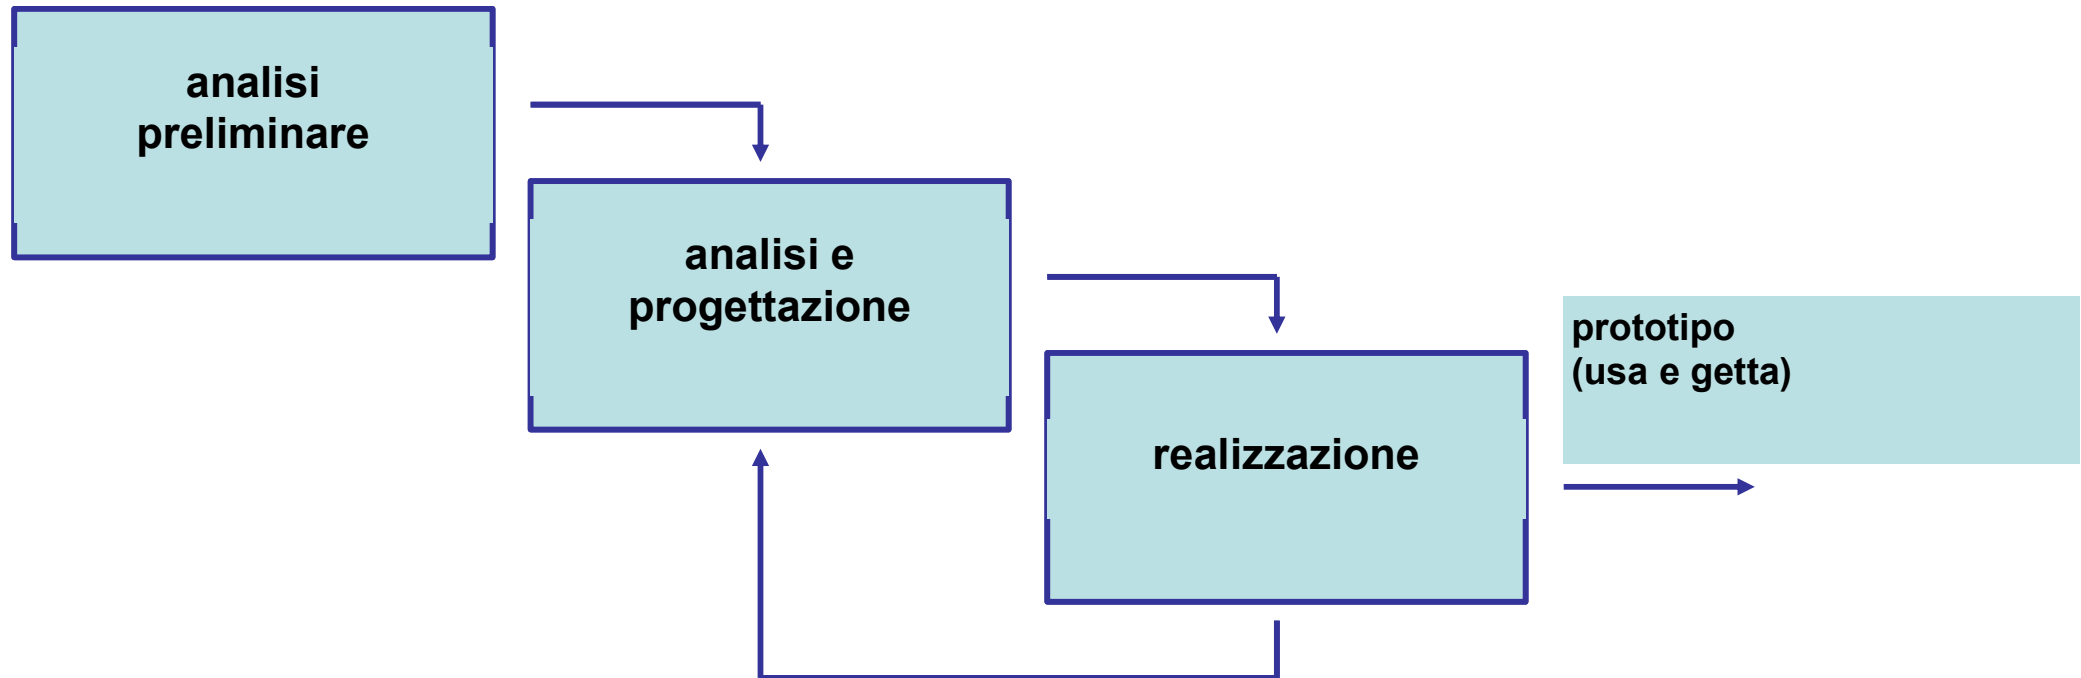 analisi
preliminare
analisi e
progettazione
prototipo
(usa e getta)
realizzazione